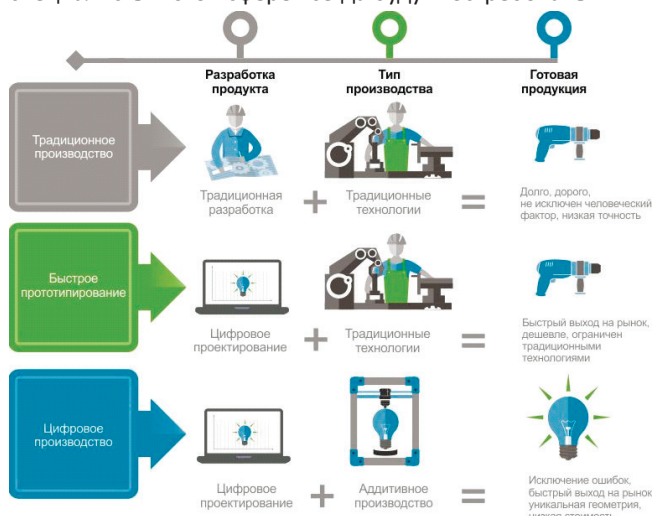 Разработка
продукта
Тип
производства
Готовая
продукция
Традиционное
производство
Традиционная
разработка
+
Традиционные
технологии
=
Долго, дорого,
не исключен человеческий
фактор, низкая точность
Быстрое
прототипирование
Цифровое
проектирование
+
Традиционные
технологии
=
Быстрый выход на рынок,
дешевле, ограничен
традиционными
технологиями
Цифровое
производство
Цифровое
проектирование
+
Аддитивное
производство
=
Исключение ошибок,
быстрый выход на рынок
уникальная геометрия,
низкая стоимость